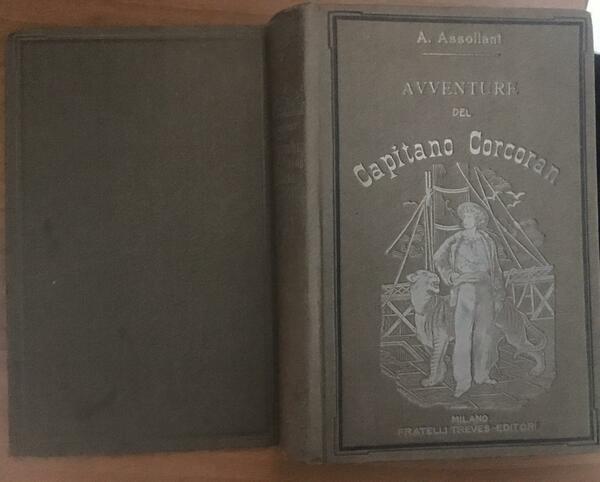 A. Assollant
AVVENTURE
DEL
Capitano Corcoran
MILANO
FRATELLI TREVES-EDITORI